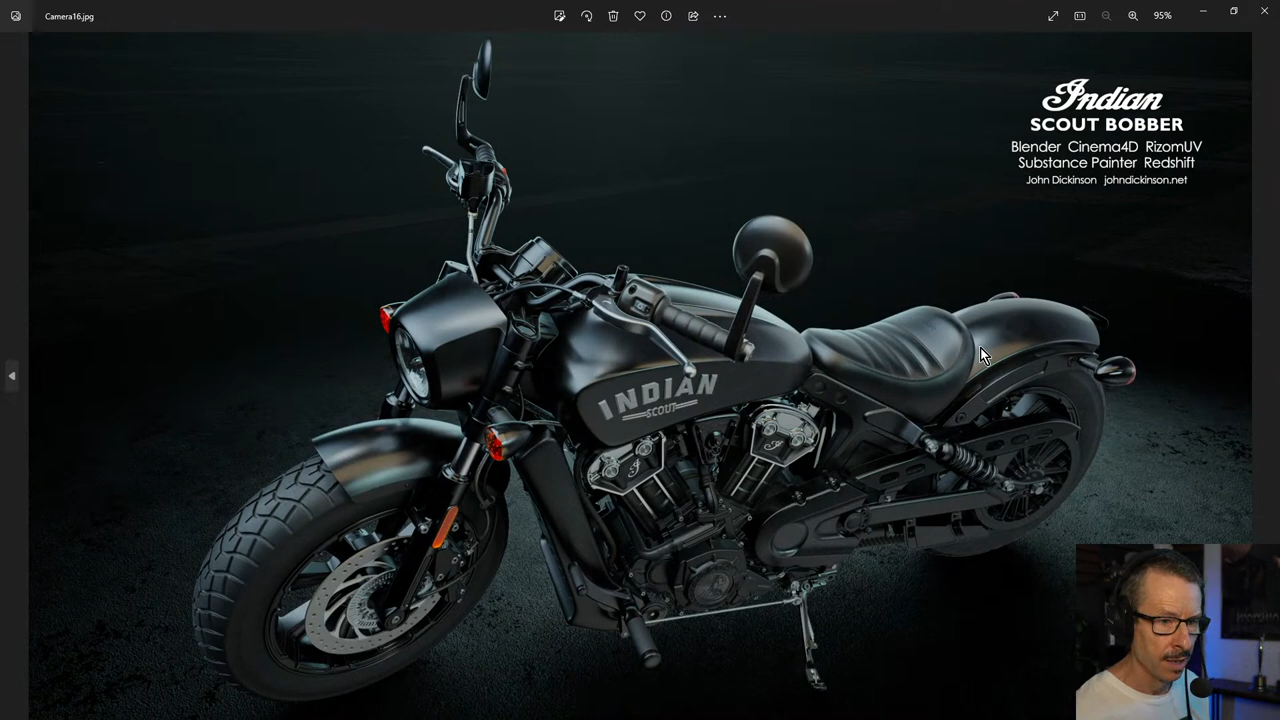 Camera16.jpg
95%
Indian
SCOUT BOBBER
Blender Cinema4D RizomUV
Substance Painter Redshift
John Dickinson johndickinson.net
INDIAN
SCOUT